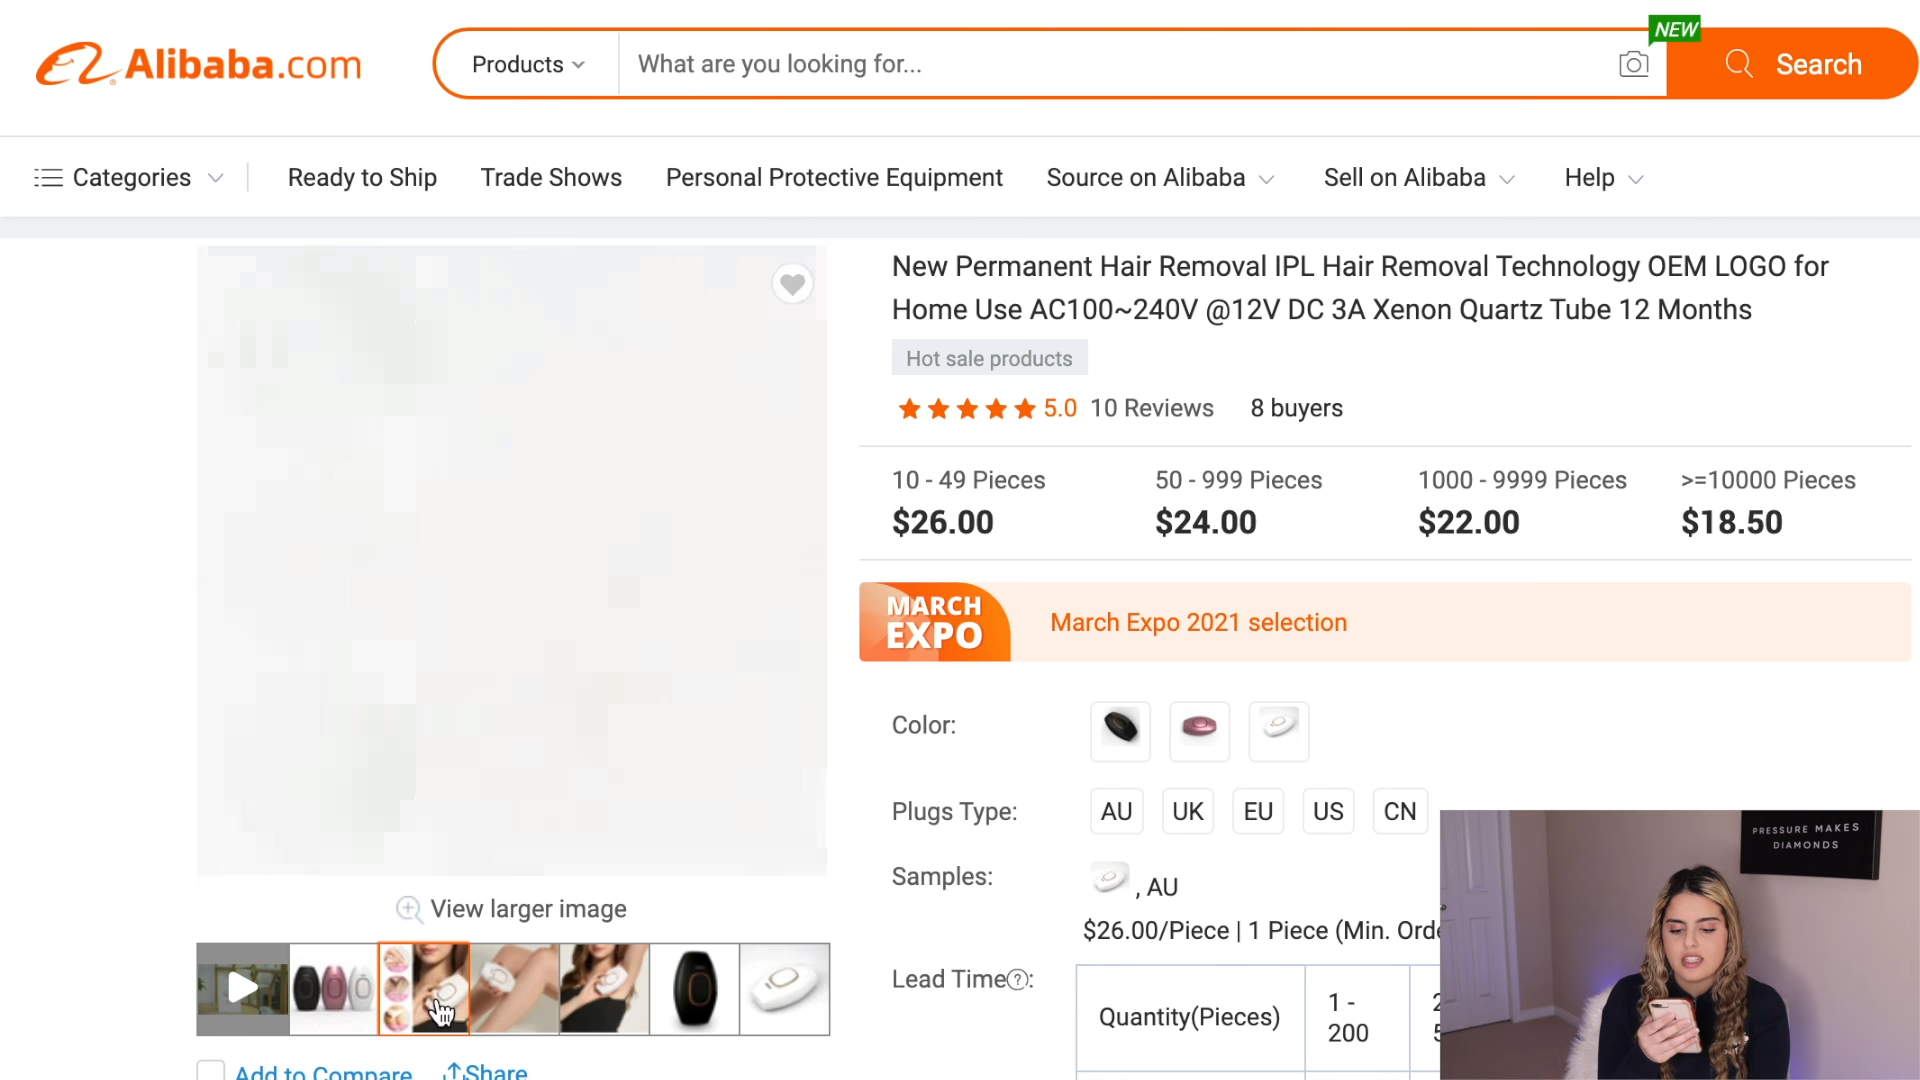 Alibaba.com
Products
What are you looking for...
NEW
Search
Categories
Ready to Ship
Trade Shows
Personal Protective Equipment
Source on Alibaba
Sell on Alibaba
Help
New Permanent Hair Removal IPL Hair Removal Technology OEM LOGO for
Home Use AC100~240V @12V DC 3A Xenon Quartz Tube 12 Months
Hot sale products
5.0 10 Reviews 8 buyers
10 - 49 Pieces
$26.00
50 - 999 Pieces
$24.00
1000 - 9999 Pieces
$22.00
>=10000 Pieces
$18.50
MARCH
EXPO
March Expo 2021 selection
Color:
Plugs Type: AU UK EU US CN
Samples: , AU
$26.00/Piece | 1 Piece (Min. Orde
Lead Time?:
Quantity(Pieces)
1 -
200
2
5
View larger image
Add to Compare
Share
PRESSURE MAKES
DIAMONDS